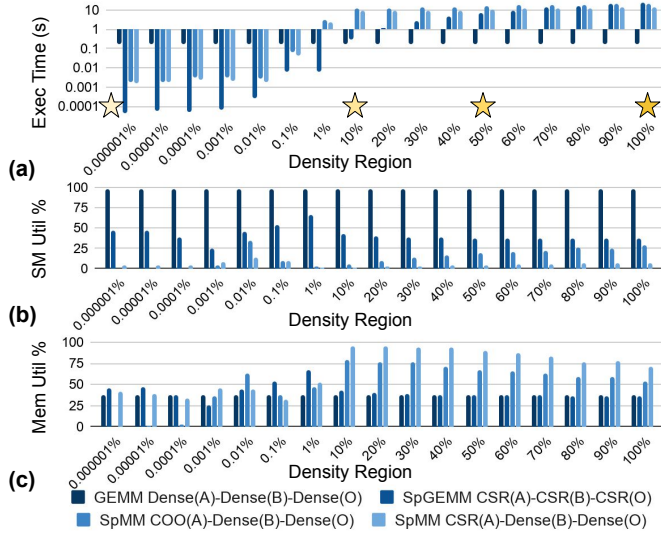 Exec Time (s)
10
1
0.1
0.01
0.001
0.0001
0.000001% 0.00001% 0.0001% 0.001% 0.01% 0.1% 1% 10% 20% 30% 40% 50% 60% 70% 80% 90% 100%
Density Region
(a)
SM Util %
100
75
50
25
0
0.000001% 0.00001% 0.0001% 0.001% 0.01% 0.1% 1% 10% 20% 30% 40% 50% 60% 70% 80% 90% 100%
Density Region
(b)
Mem Util %
100
75
50
25
0
0.000001% 0.00001% 0.0001% 0.001% 0.01% 0.1% 1% 10% 20% 30% 40% 50% 60% 70% 80% 90% 100%
Density Region
(c)
GEMM Dense(A)-Dense(B)-Dense(O) SpGEMM CSR(A)-CSR(B)-CSR(O)
SpMM COO(A)-Dense(B)-Dense(O) SpMM CSR(A)-Dense(B)-Dense(O)